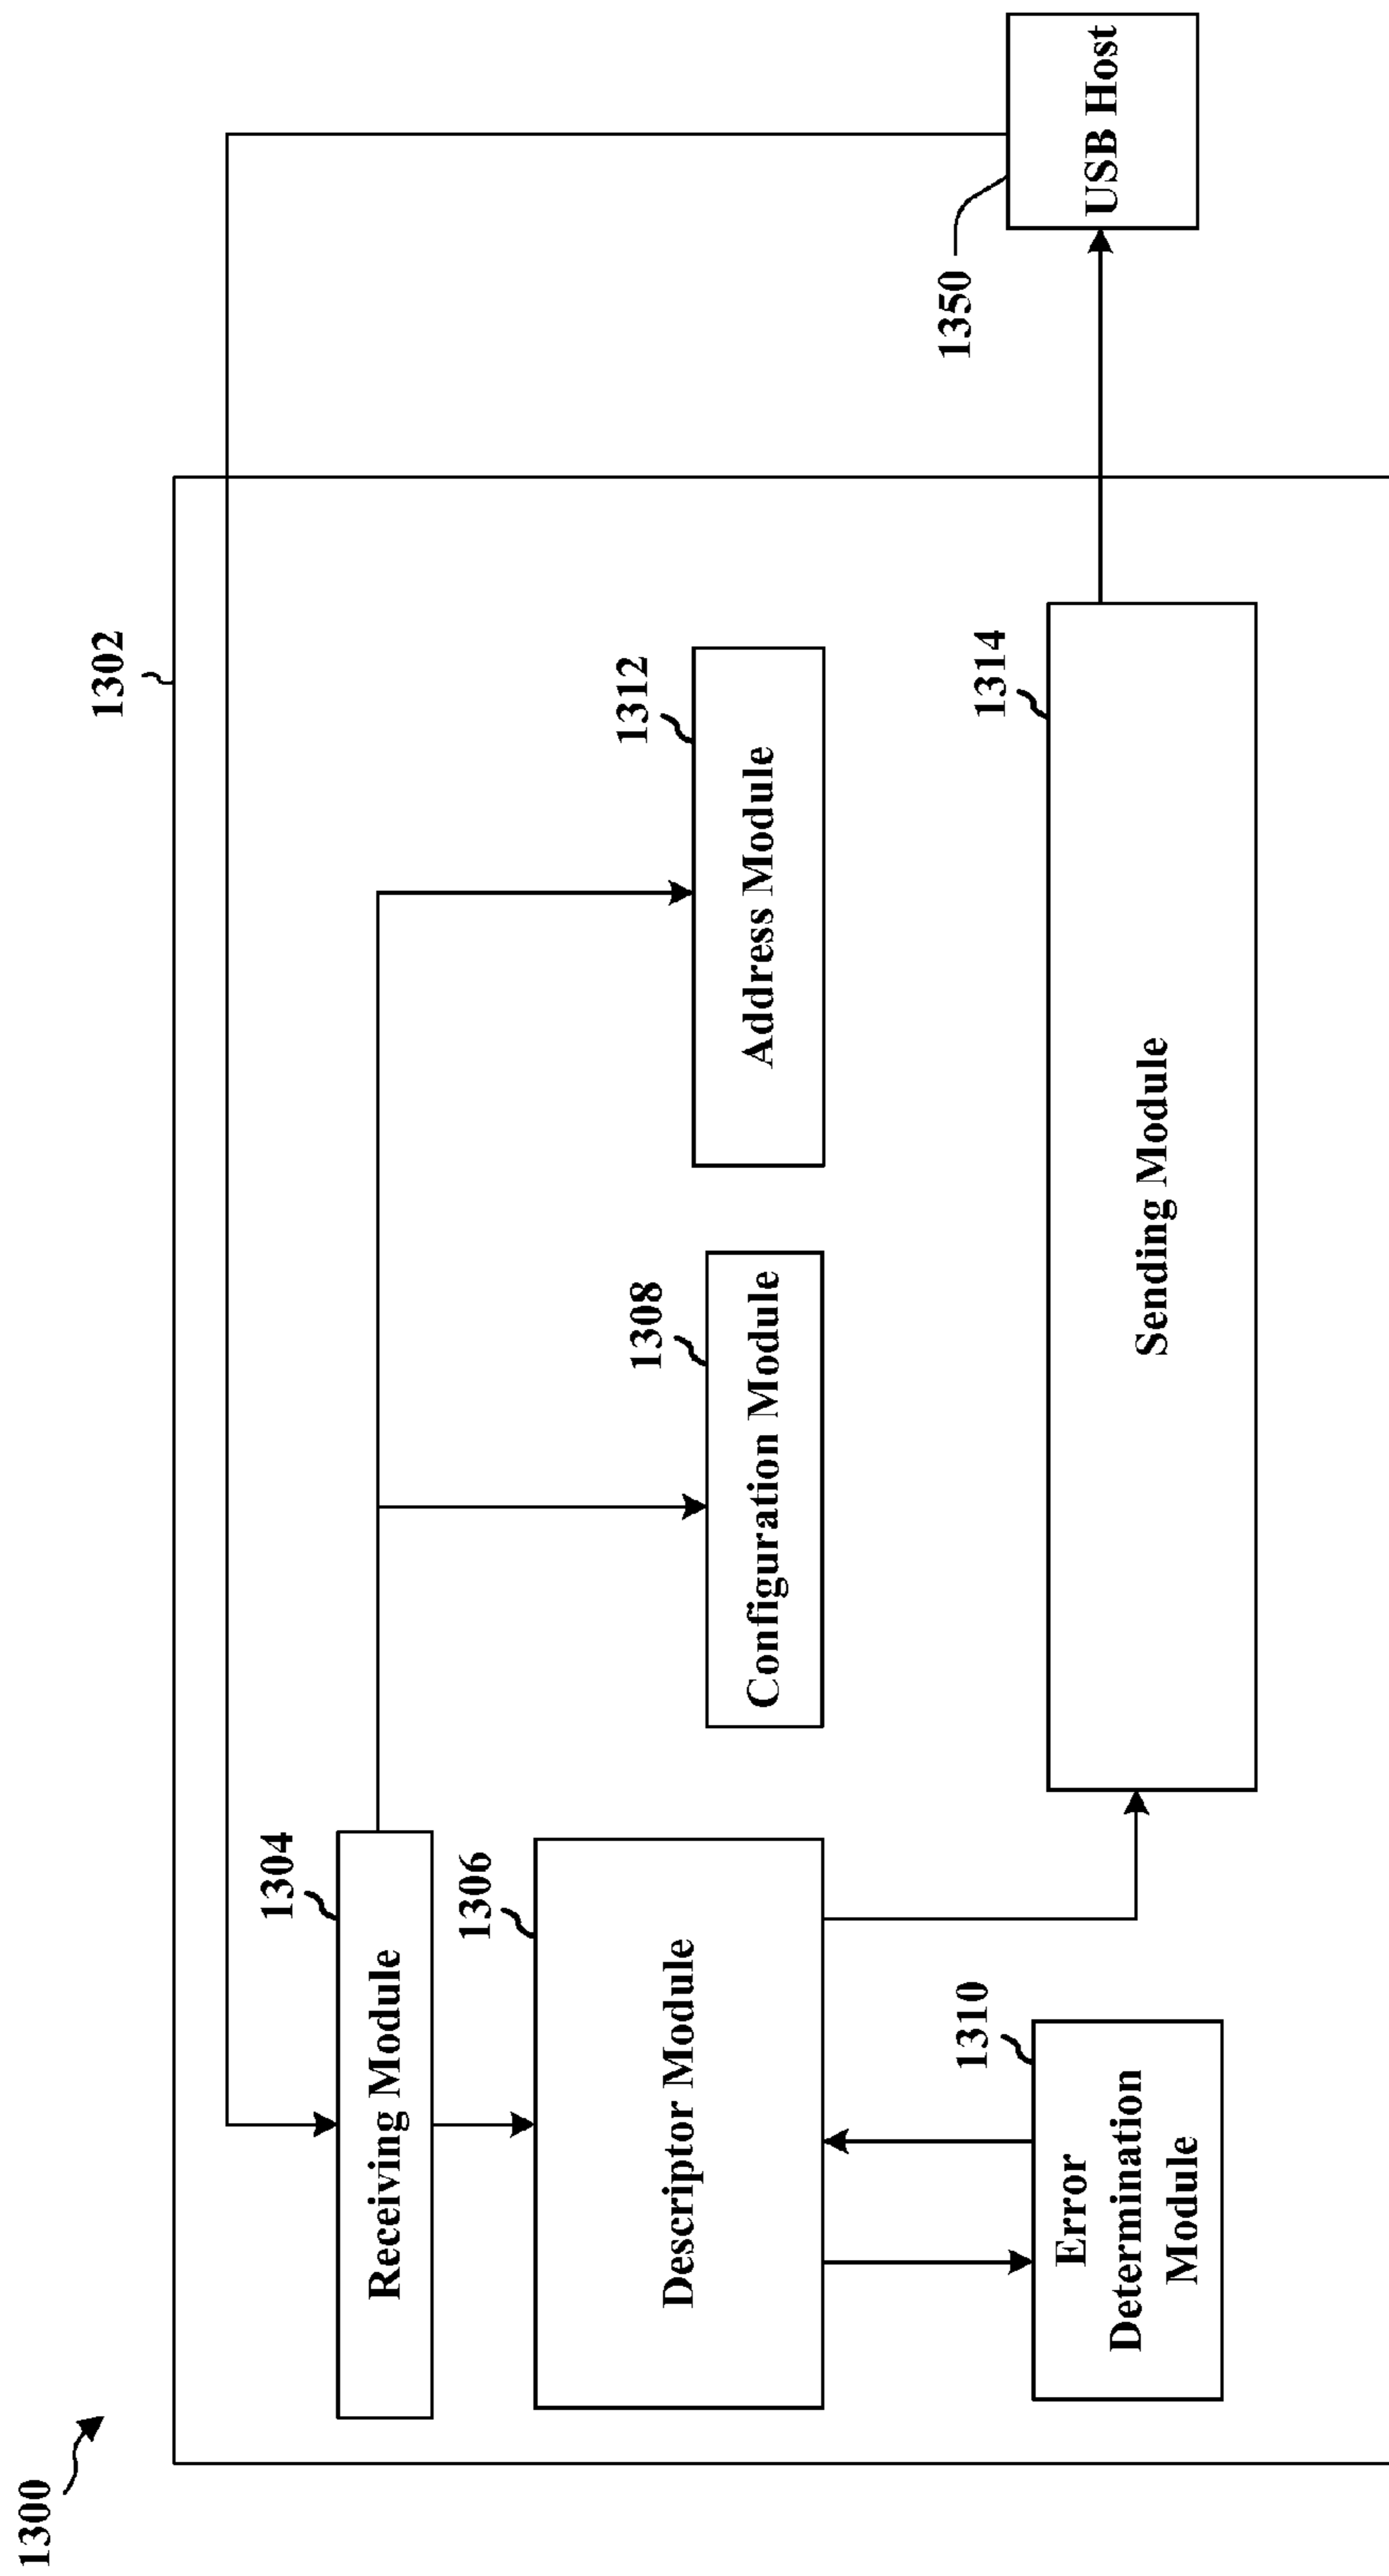 1300
1302
1304
Receiving Module
1306
Descriptor Module
1308
Configuration Module
1312
Address Module
1310
Error
Determination
Module
1314
Sending Module
1350
USB Host